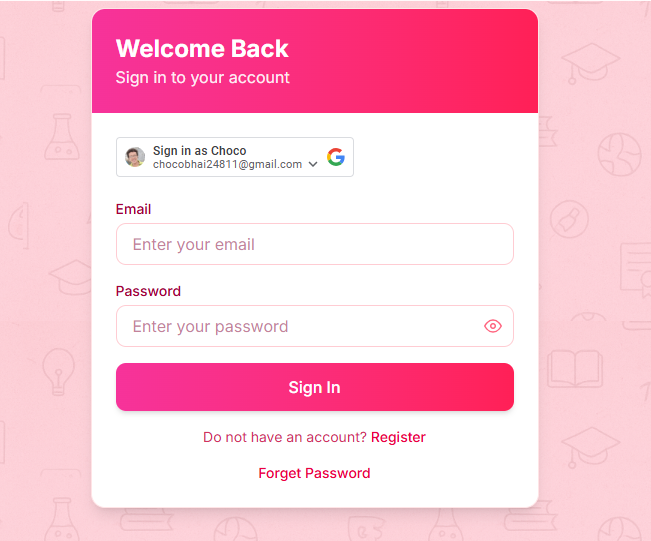 Welcome Back
Sign in to your account
Sign in as Choco
chocobhai24811@gmail.com
Email
Enter your email
Password
Enter your password
Sign In
Do not have an account? Register
Forget Password